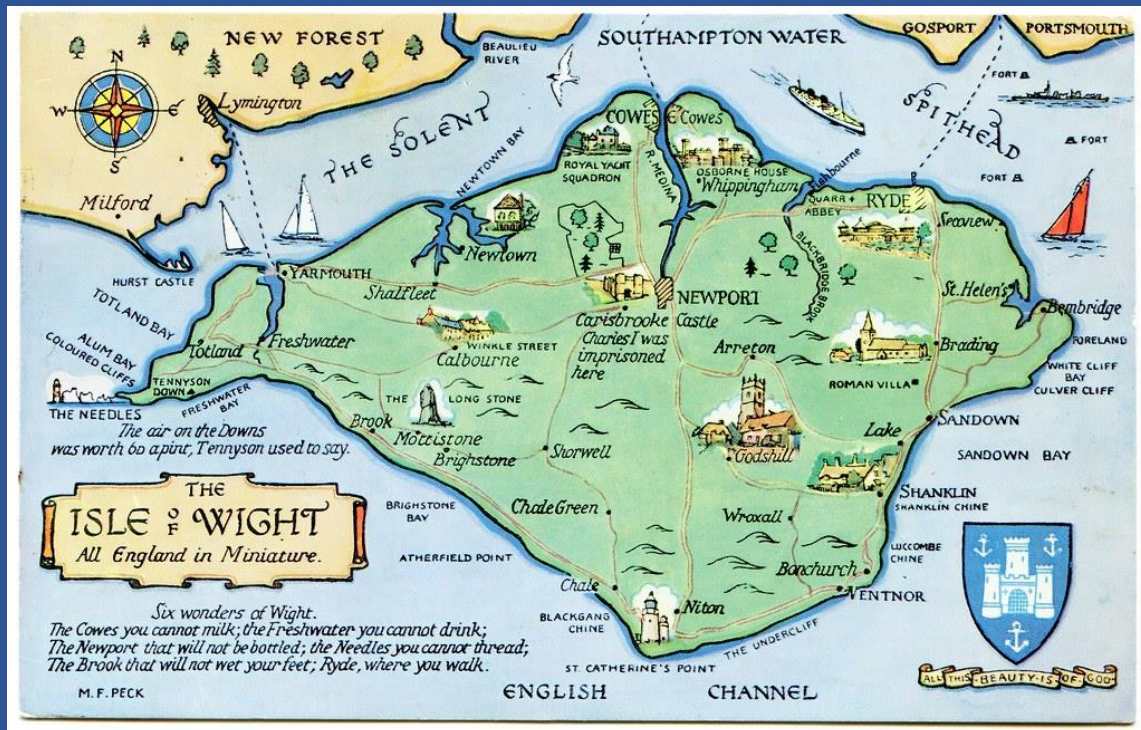 NEW FOREST
BEAULIEU
RIVER
SOUTHAMPTON WATER
GOSPORT
PORTSMOUTH
N
W
E
S
Lymington
THE SOLENT
SPITHEAD
FORT
FORT
FORT
Milford
HURST CASTLE
NEWTOWN BAY
COWES
E. Cowes
ROYAL YACHT
SQUADRON
R. MEDINA
OSBORNE HOUSE
Whippingham
Fishbourne
QUARR
ABBEY
RYDE
Seaview
BLACKBRIDGE BROOK
St. Helen's
Bembridge
FORELAND
WHITE CLIFF
BAY
CULVER CLIFF
Newtown
YARMOUTH
Shalfleet
NEWPORT
Carisbrooke Castle
Charles I was
imprisoned
here
TOTLAND BAY
ALUM BAY
COLOURED CLIFFS
Totland
Freshwater
WINKLE STREET
Calbourne
Arreton
Brading
ROMAN VILLA
TENNYSON
DOWN
THE NEEDLES
FRESHWATER
BAY
THE LONG STONE
Brook
Mottistone
Brighstone
Shorwell
Godshill
Lake
SANDOWN
SANDOWN BAY
The air on the Downs
was worth 6o a pint, Tennyson used to say.
THE
ISLE OF WIGHT
All England in Miniature.
BRIGHSTONE
BAY
ATHERFIELD POINT
Chale Green
Wroxall
SHANKLIN
SHANKLIN CHINE
LUCCOMBE
CHINE
Bonchurch
VENTNOR
Chale
BLACKGANG
CHINE
Niton
THE UNDERCLIFF
ST. CATHERINE'S POINT
Six wonders of Wight.
The Cowes you cannot milk; the Freshwater you cannot drink;
The Newport that will not be bottled; the Needles you cannot thread;
The Brook that will not wet your feet; Ryde, where you walk.
M. F. PECK
ENGLISH CHANNEL
ALL THIS · BEAUTY · IS · OF · GOD